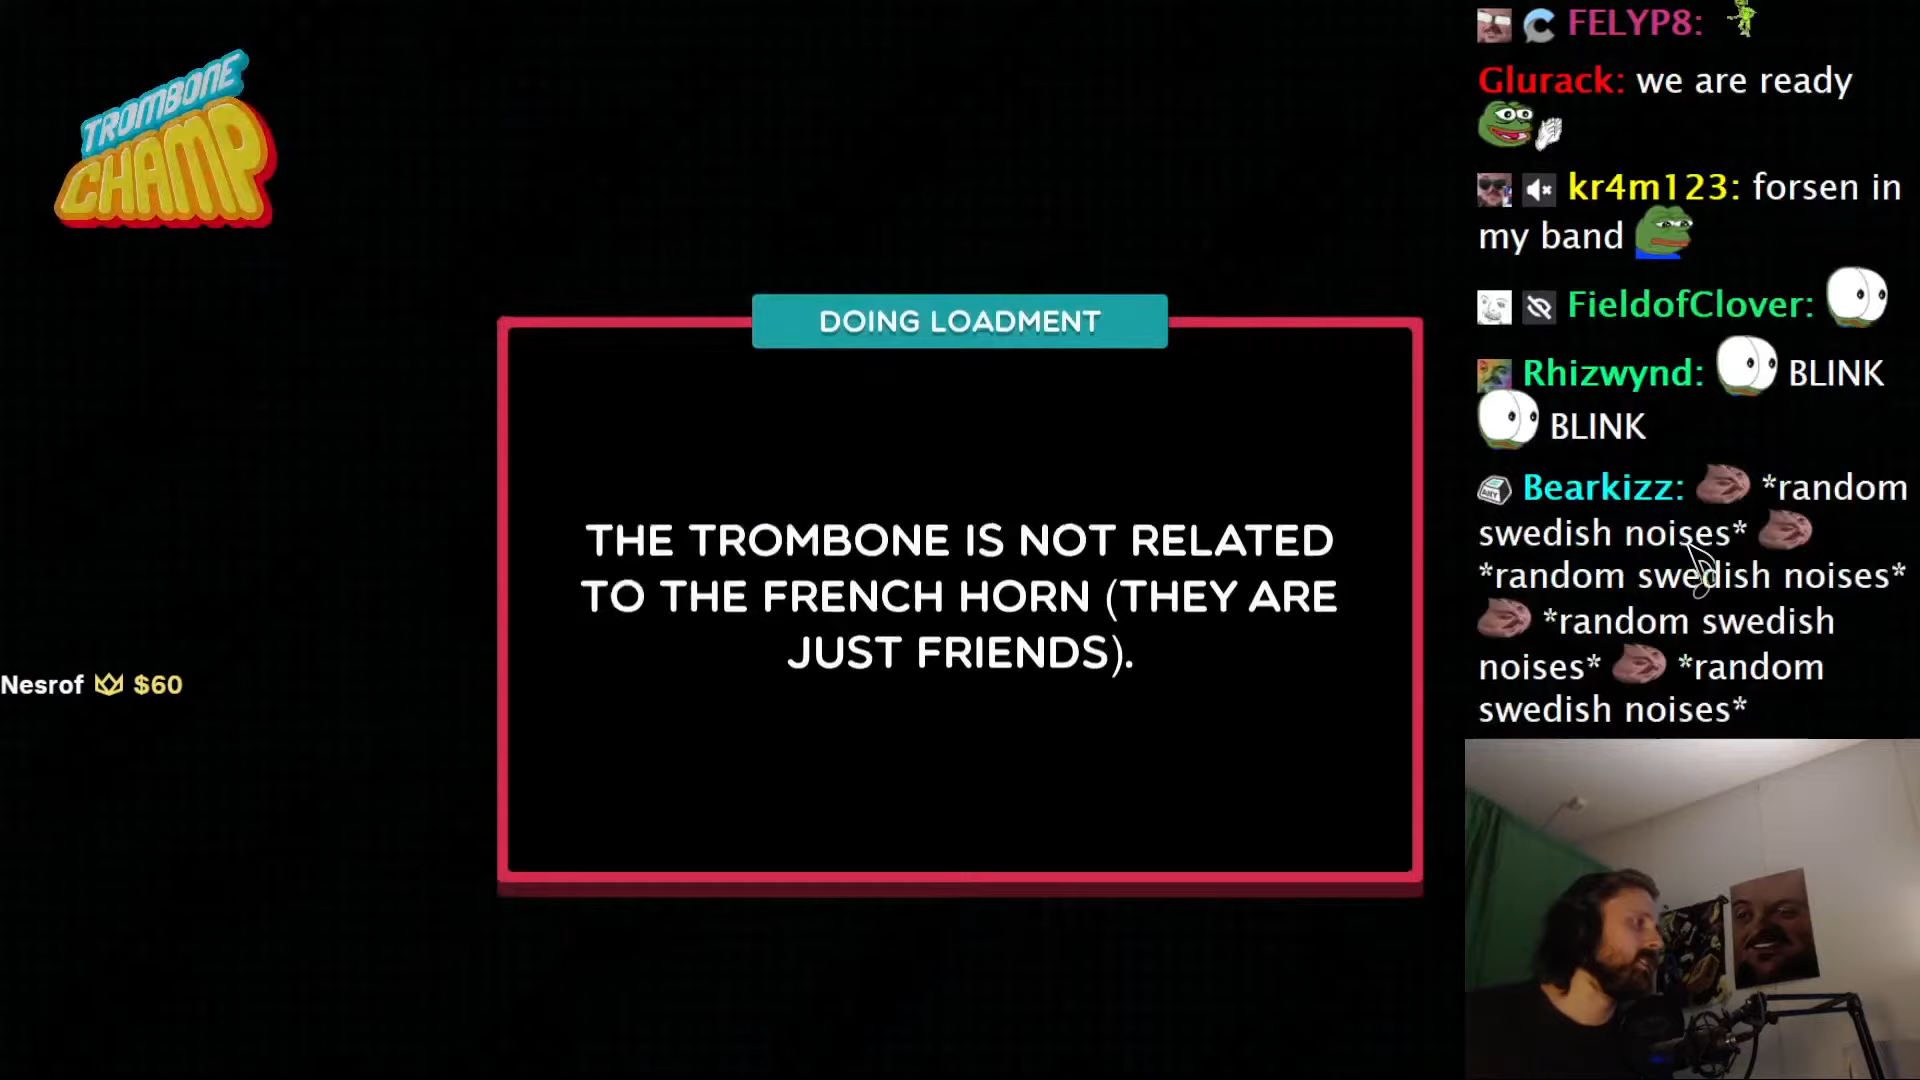 TROMBONE
CHAMP
DOING LOADMENT
THE TROMBONE IS NOT RELATED
TO THE FRENCH HORN (THEY ARE
JUST FRIENDS).
Nesrof $60
FELYP8:
Glurack: we are ready
kr4m123: forsen in
my band
FieldofClover:
Rhizwynd: BLINK
BLINK
Bearkizz: *random
swedish noises*
*random swedish noises*
*random swedish
noises* *random
swedish noises*